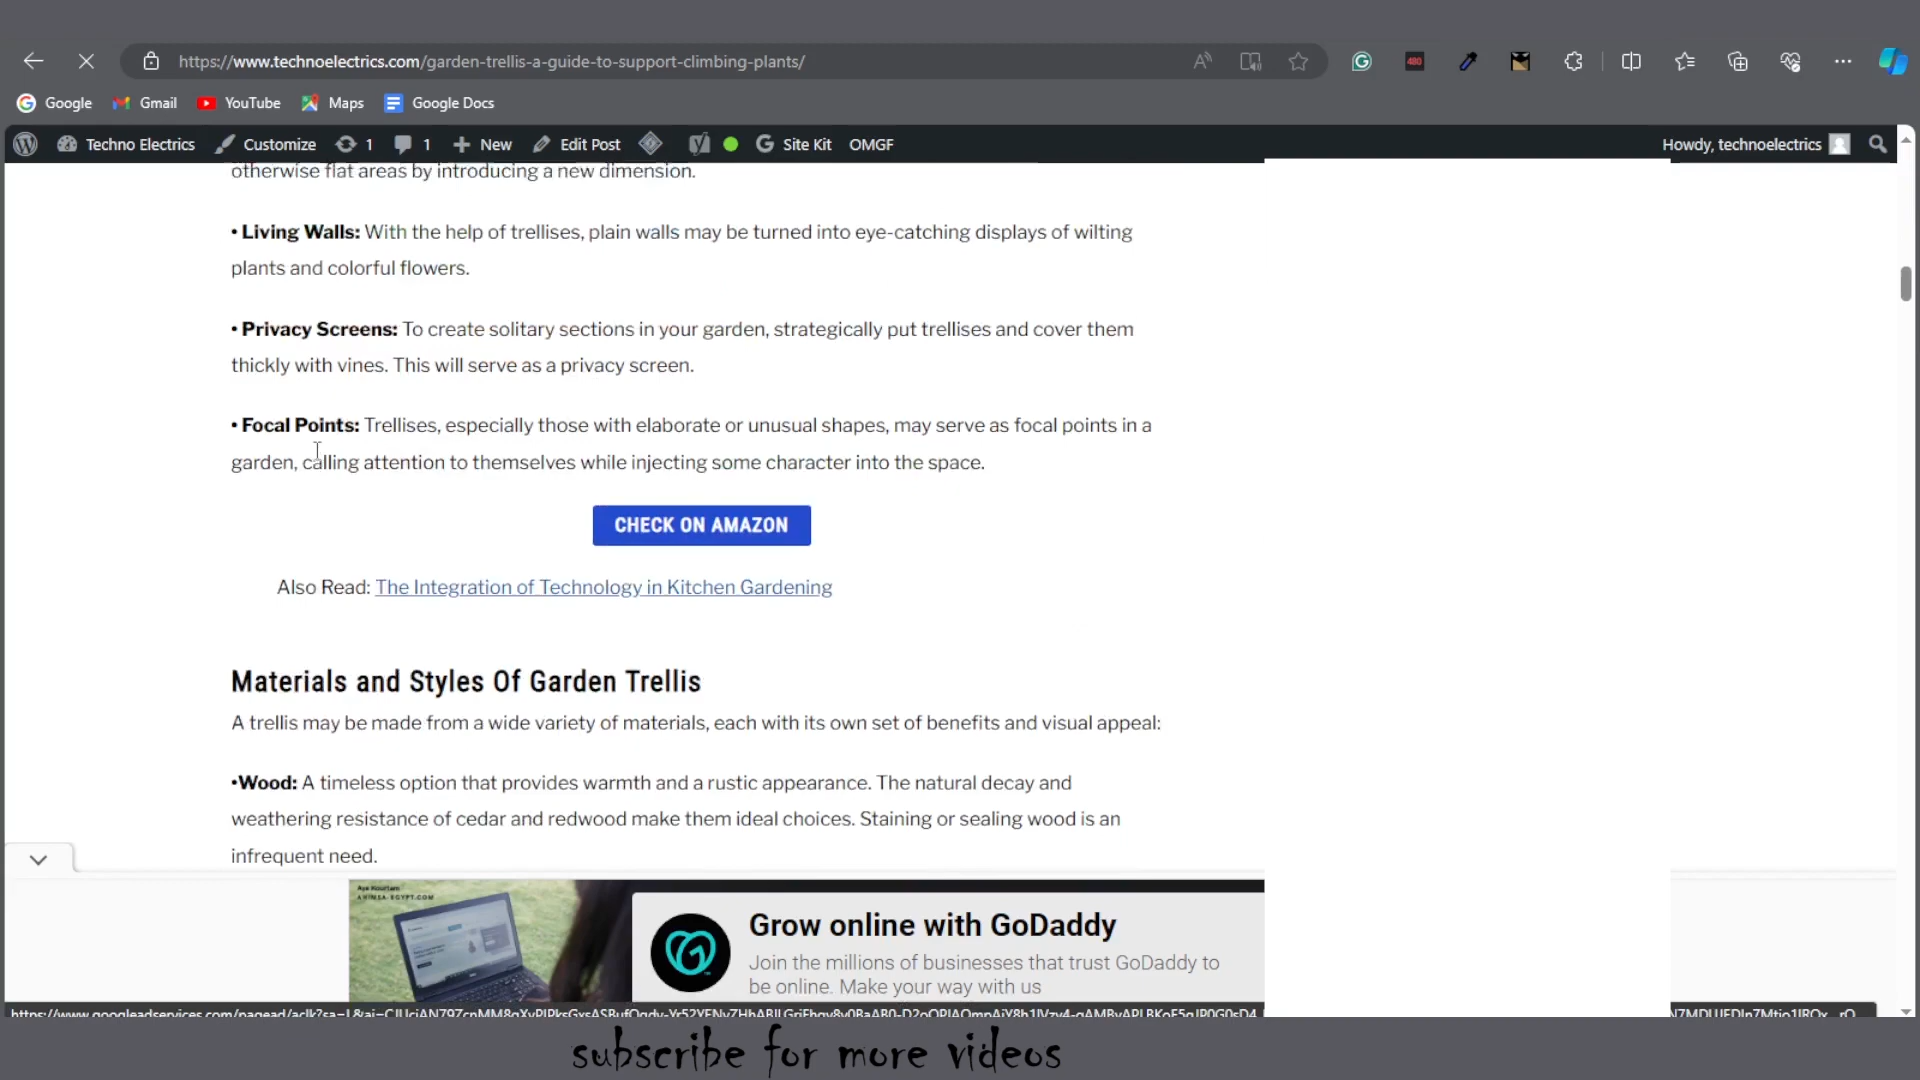 https://www.technoelectrics.com/garden-trellis-a-guide-to-support-climbing-plants/
480
Google Gmail YouTube Maps Google Docs
Techno Electrics Customize 1 1 New Edit Post Site Kit OMGF Howdy, technoelectrics
otherwise flat areas by introducing a new dimension.
• Living Walls: With the help of trellises, plain walls may be turned into eye-catching displays of wilting
plants and colorful flowers.
• Privacy Screens: To create solitary sections in your garden, strategically put trellises and cover them
thickly with vines. This will serve as a privacy screen.
• Focal Points: Trellises, especially those with elaborate or unusual shapes, may serve as focal points in a
garden, calling attention to themselves while injecting some character into the space.
CHECK ON AMAZON
Also Read: The Integration of Technology in Kitchen Gardening
Materials and Styles Of Garden Trellis
A trellis may be made from a wide variety of materials, each with its own set of benefits and visual appeal:
•Wood: A timeless option that provides warmth and a rustic appearance. The natural decay and
weathering resistance of cedar and redwood make them ideal choices. Staining or sealing wood is an
infrequent need.
Aya Mourtam
ANIMSA-EGYPT.COM
Grow online with GoDaddy
Join the millions of businesses that trust GoDaddy to
be online. Make your way with us
subscribe for more videos